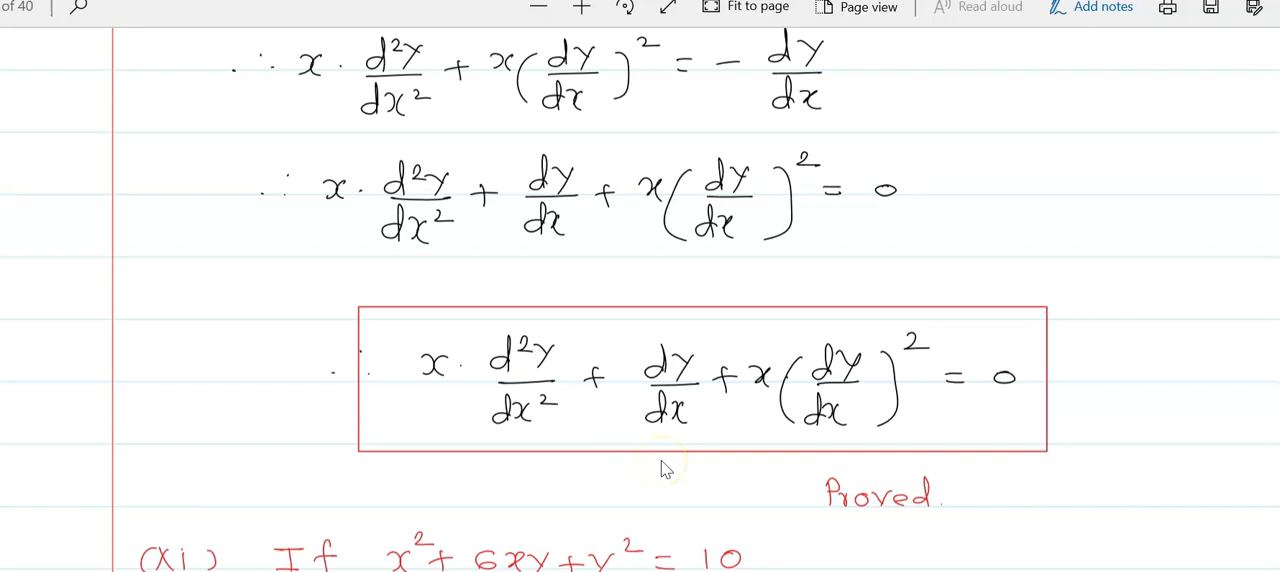 of 40 Fit to page Page view Read aloud Add notes
∴ x · d²y/dx² + x(dy/dx)² = - dy/dx
∴ x · d²y/dx² + dy/dx + x(dy/dx)² = 0
∴ x · d²y/dx² + dy/dx + x(dy/dx)² = 0
Proved.
(xi) If x² + 6xy + y² = 10